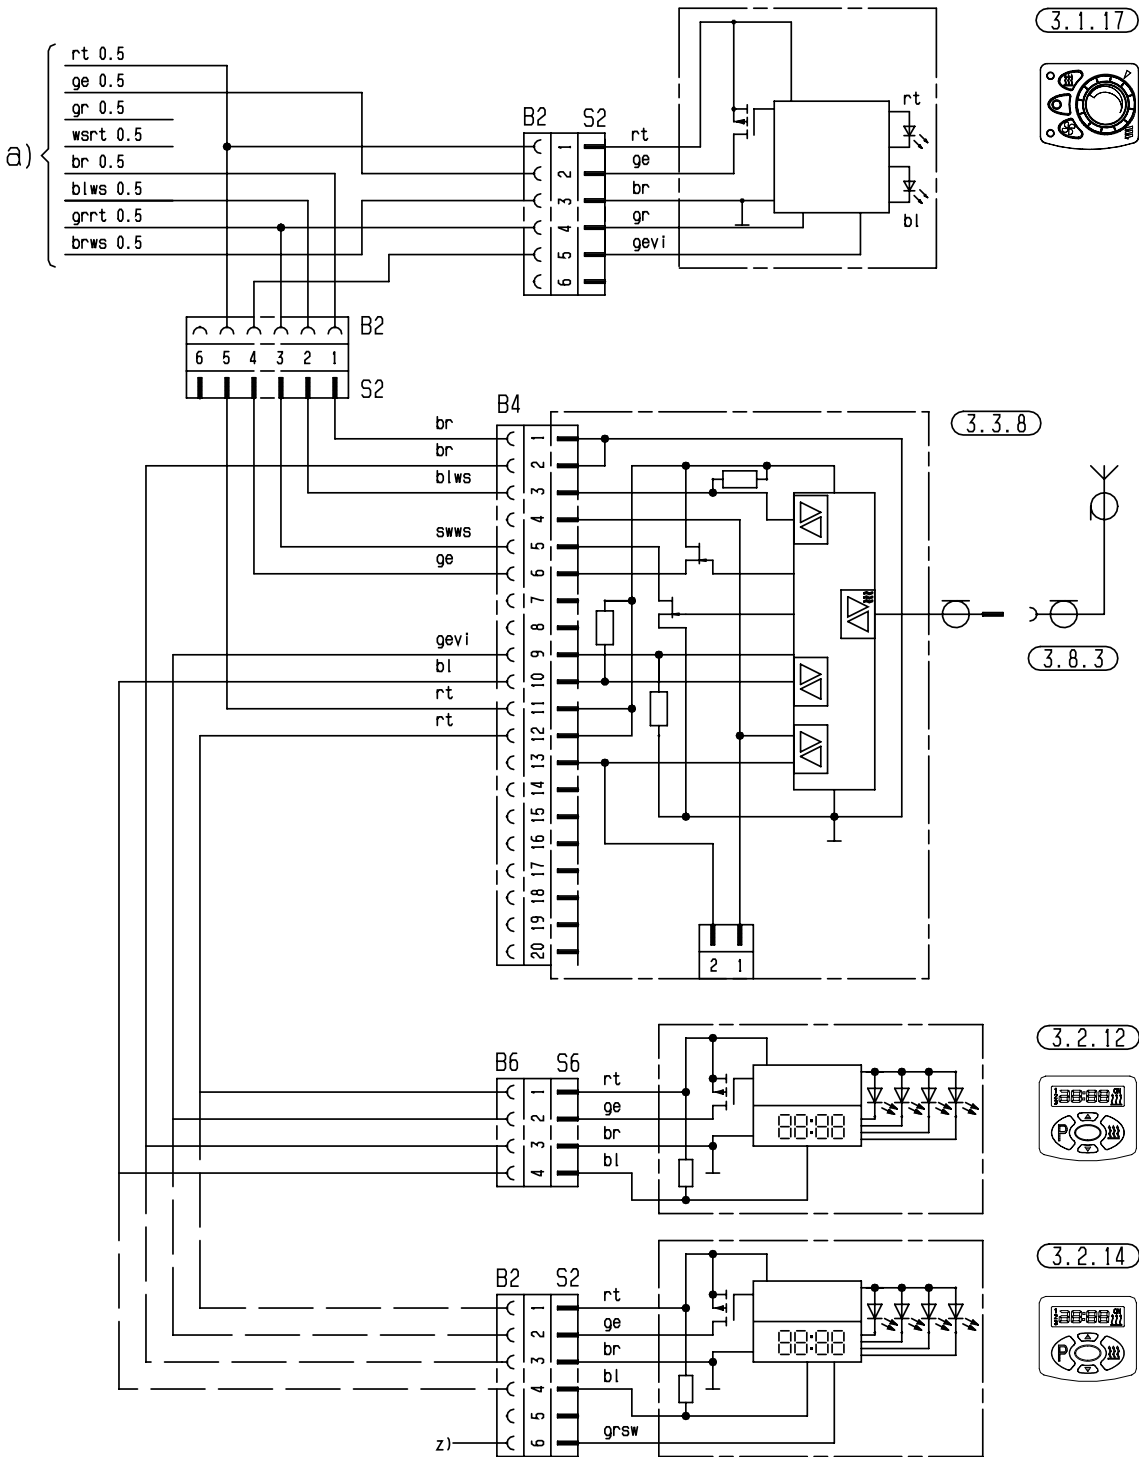 3.1.17
a)
rt 0.5
ge 0.5
gr 0.5
wsrt 0.5
br 0.5
blws 0.5
grrt 0.5
brws 0.5
B2 S2
1 rt
2 ge
3 br
4 gr
5 gevi
6
rt
bl
B2
6 5 4 3 2 1
S2
B4
3.3.8
br 1
br 2
blws 3
4
swws 5
ge 6
7
8
gevi 9
bl 10
rt 11
rt 12
13
14
15
16
17
18
19
20
2 1
3.8.3
3.2.12
B6 S6
1 rt
2 ge
3 br
4 bl
88:88
P
3.2.14
B2 S2
1 rt
2 ge
3 br
4 bl
5
z) 6 grsw
88:88
P